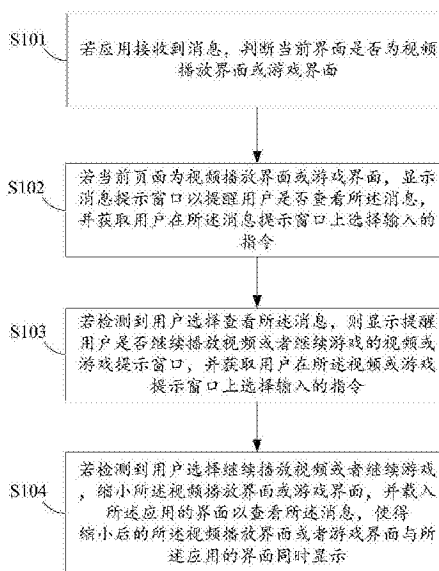 S101
若应用接收到消息，判断当前界面是否为视频
播放界面或游戏界面
S102
若当前页面为视频播放界面或游戏界面，显示
消息提示窗口以提醒用户是否查看所述消息，
并获取用户在所述消息提示窗口上选择输入的
指令
S103
若检测到用户选择查看所述消息，则显示提醒
用户是否继续播放视频或者继续游戏的视频或
游戏提示窗口，并获取用户在所述视频或游戏
提示窗口上选择输入的指令
S104
若检测到用户选择继续播放视频或者继续游戏
，缩小所述视频播放界面或游戏界面，并载入
所述应用的界面以查看所述消息，使得
缩小后的所述视频播放界面或者游戏界面与所
述应用的界面同时显示